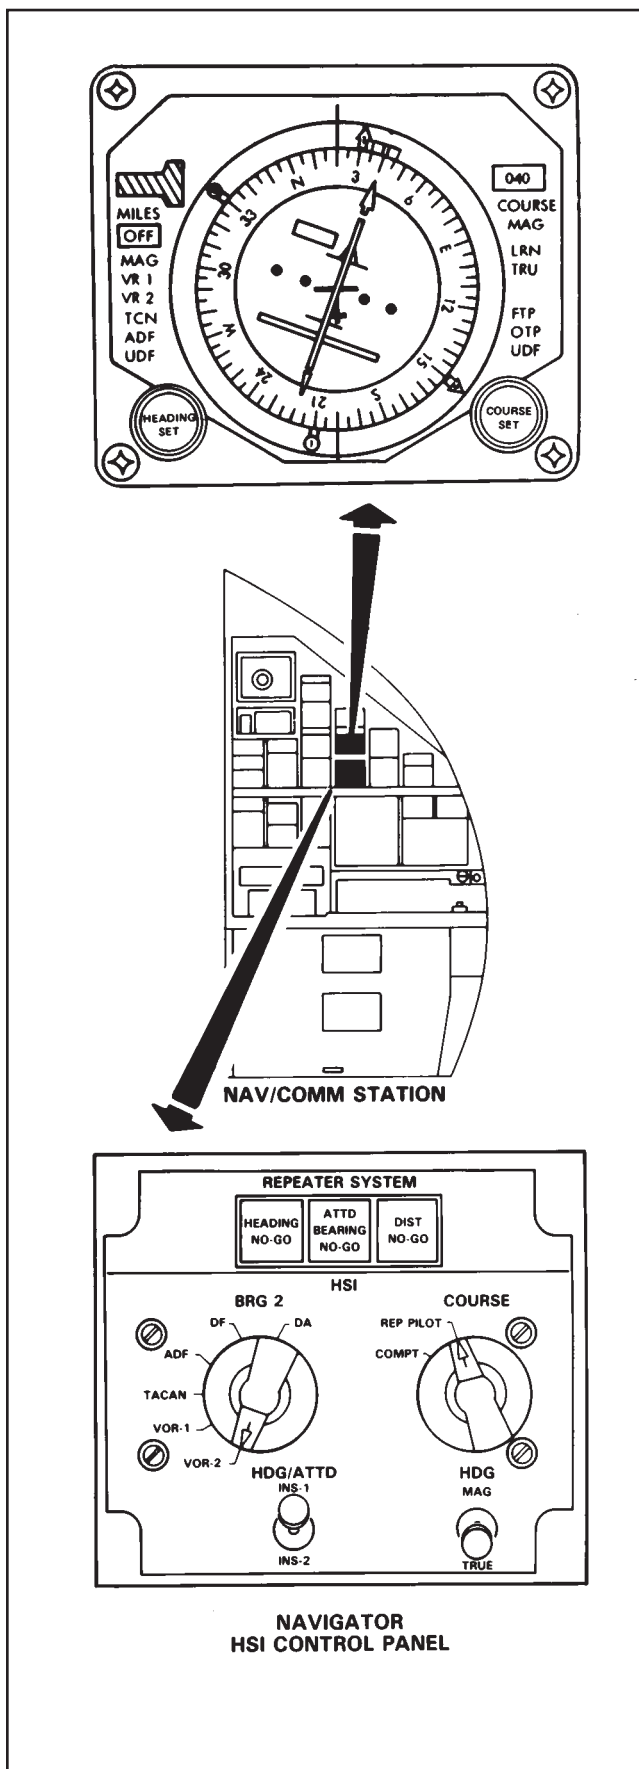 040
COURSE
MAG
LRN
TRU
FTP
OTP
UDF
MILES
OFF
MAG
VR 1
VR 2
TCN
ADF
UDF
N
3
6
E
12
15
S
21
24
W
30
33
HEADING
SET
COURSE
SET
NAV/COMM STATION
REPEATER SYSTEM
HEADING
NO-GO
ATTD
BEARING
NO-GO
DIST
NO-GO
HSI
BRG 2
DF
DA
ADF
TACAN
VOR-1
VOR-2
COURSE
REP PILOT
COMPT
HDG/ATTD
INS-1
INS-2
HDG
MAG
TRUE
NAVIGATOR
HSI CONTROL PANEL